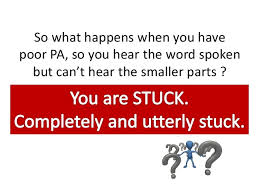 So what happens when you have
poor PA, so you hear the word spoken
but can't hear the smaller parts ?
You are STUCK.
Completely and utterly stuck.